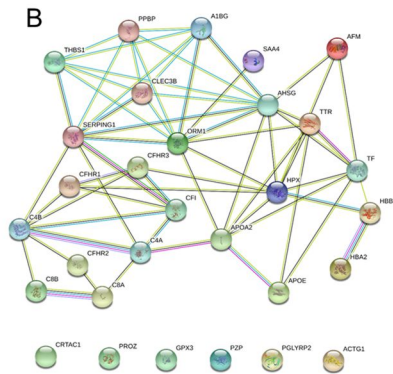 B
PPBP
A1BG
THBS1
SAA4
AFM
CLEC3B
AHSG
TTR
SERPING1
ORM1
CFHR3
TF
CFHR1
HPX
CFI
HBB
C4B
APOA2
CFHR2
C4A
HBA2
C8B
C8A
APOE
CRTAC1
PROZ
GPX3
PZP
PGLYRP2
ACTG1